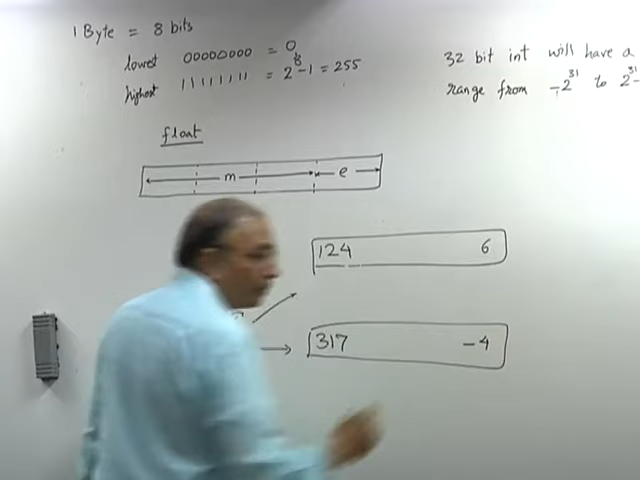 1 Byte = 8 bits
lowest 00000000 = 0
highest 11111111 = 2^8 - 1 = 255
32 bit int will have a
range from -2^31 to 2^31 -
float
m e
124 6
317 -4